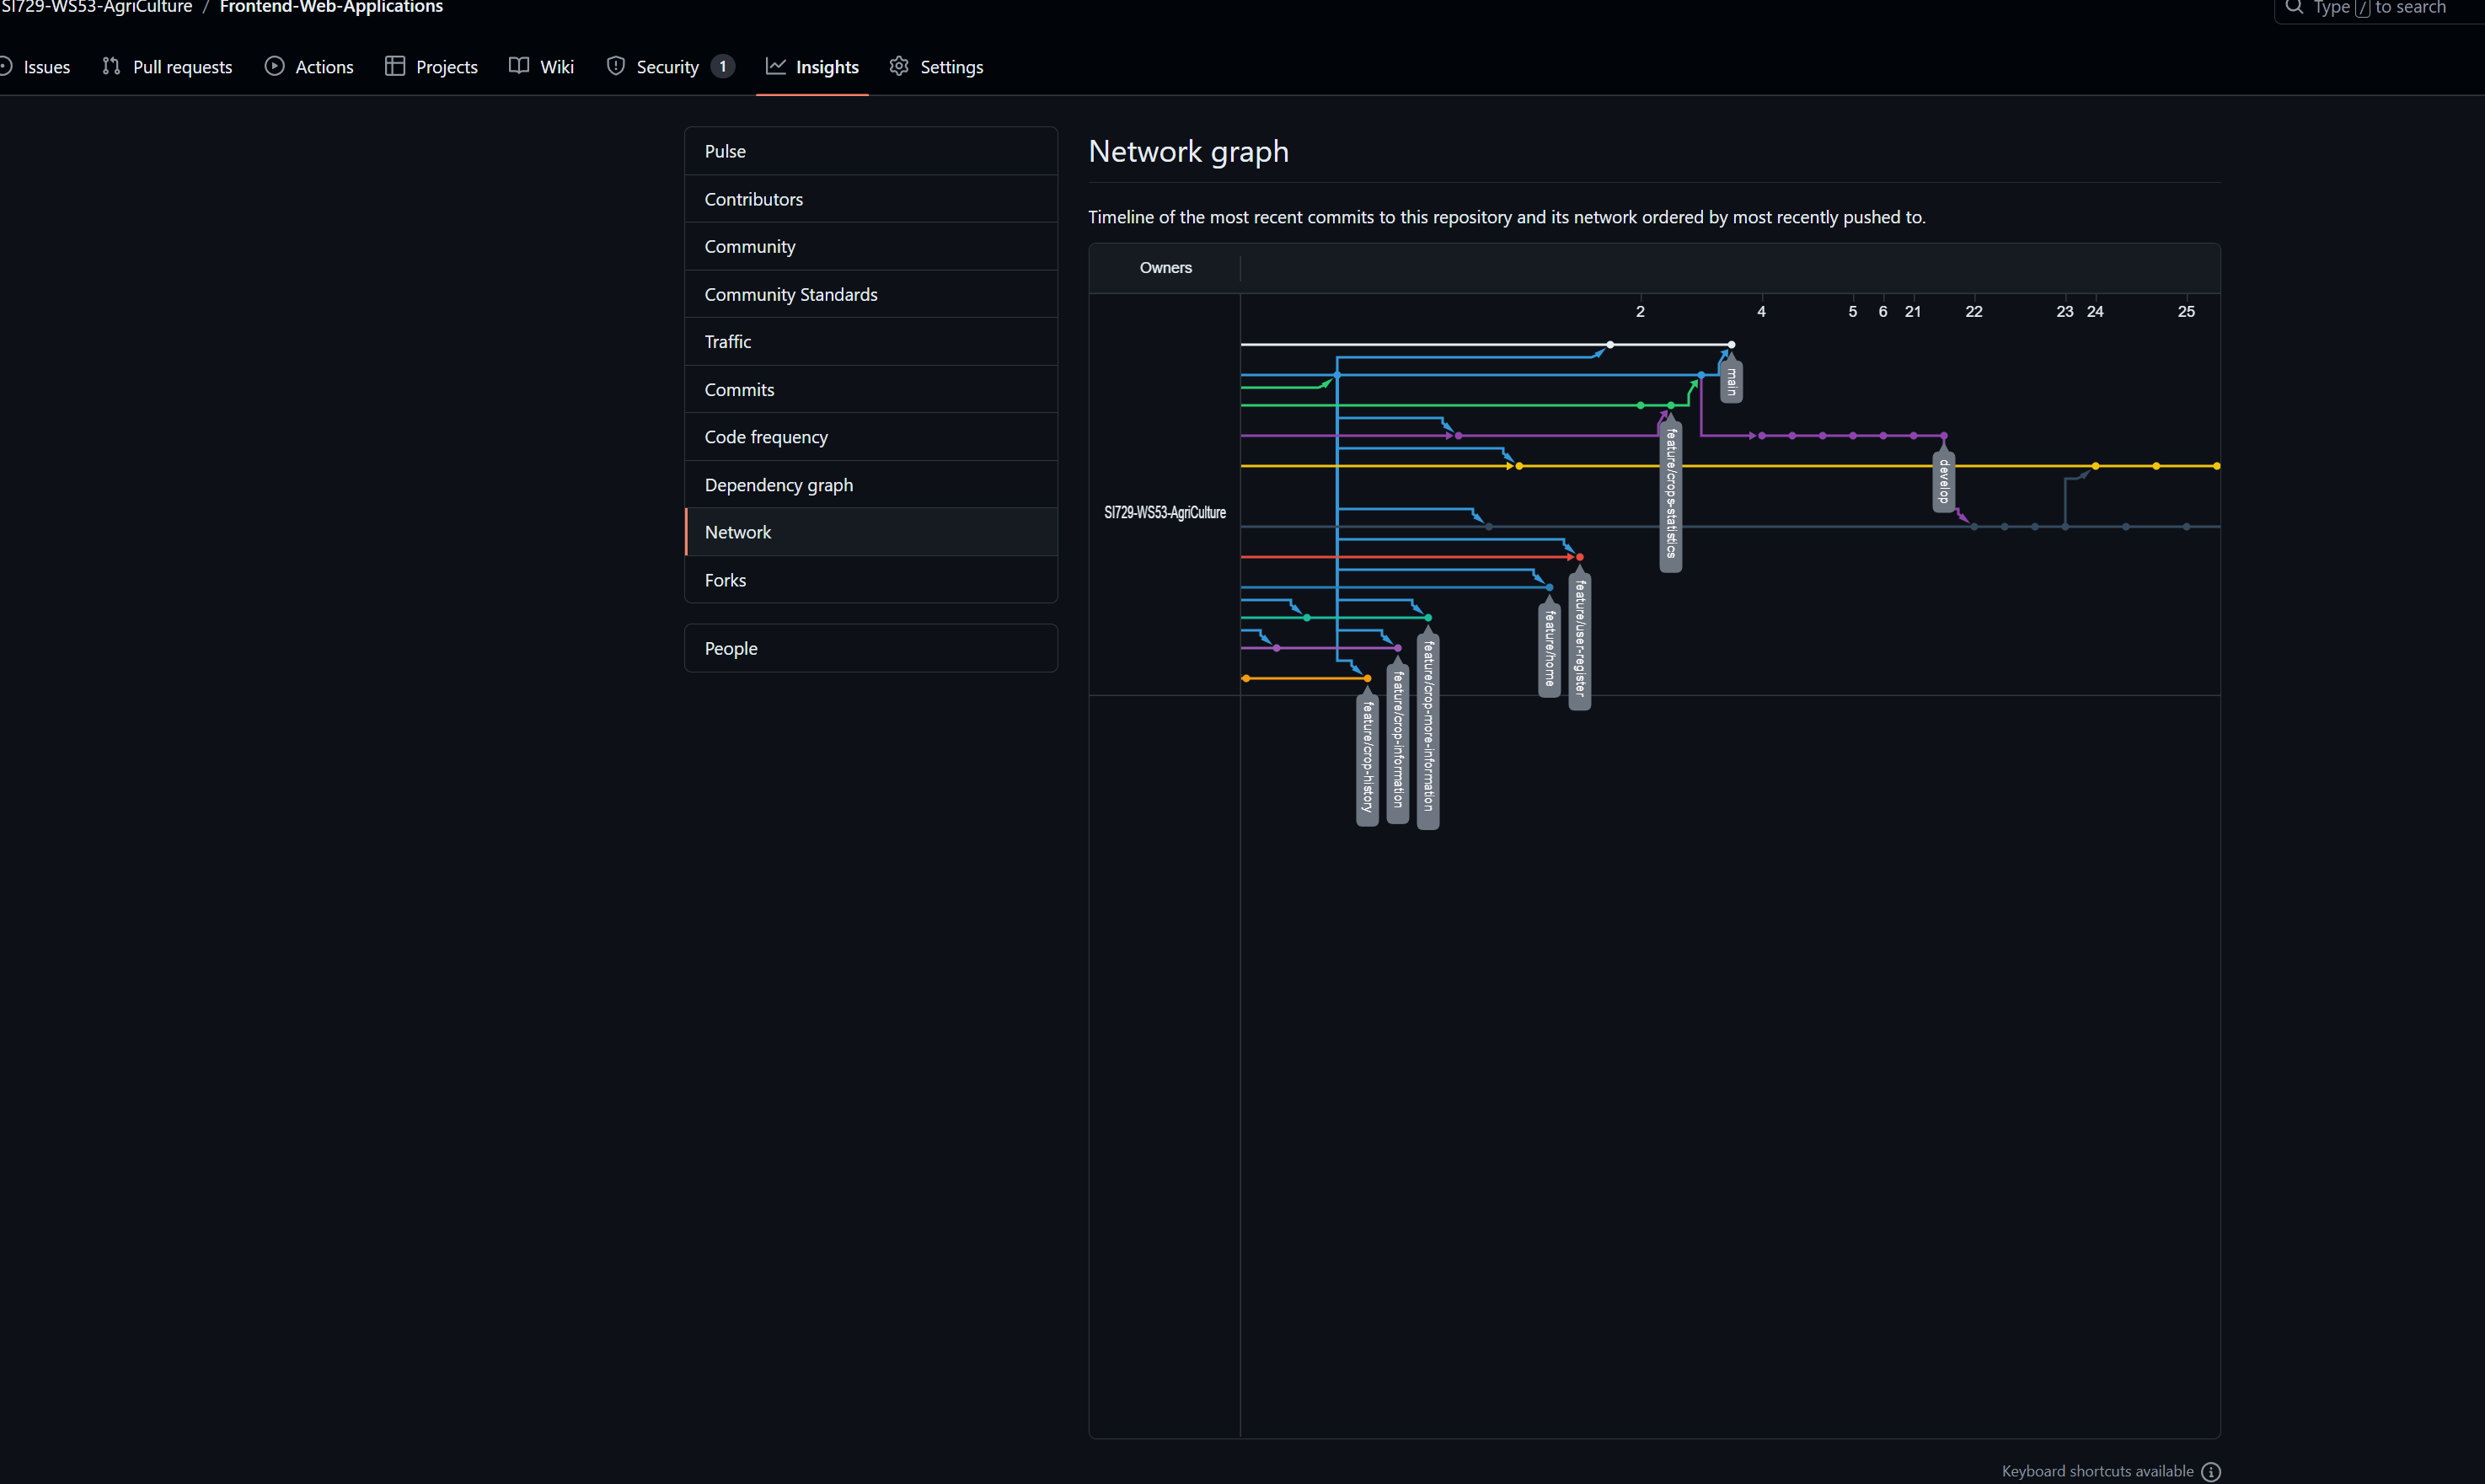 SI729-WS53-AgriCulture / Frontend-Web-Applications
Type / to search
Issues
Pull requests
Actions
Projects
Wiki
Security 1
Insights
Settings
Pulse
Contributors
Community
Community Standards
Traffic
Commits
Code frequency
Dependency graph
Network
Forks
People
Network graph
Timeline of the most recent commits to this repository and its network ordered by most recently pushed to.
Owners
2 4 5 6 21 22 23 24 25
SI729-WS53-AgriCulture
main
feature/crops-statistics
develop
feature/user-register
feature/home
feature/crop-more-information
feature/crop-information
feature/crop-history
Keyboard shortcuts available